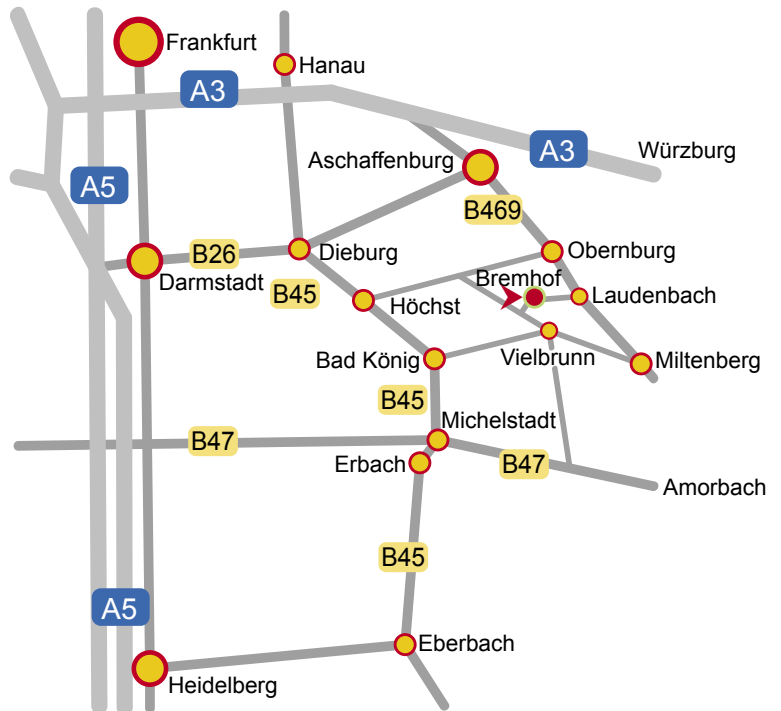 Frankfurt
Hanau
A3
A3
Würzburg
Aschaffenburg
A5
B469
B26
Dieburg
Obernburg
Darmstadt
B45
Bremhof
Höchst
Laudenbach
Bad König
Vielbrunn
Miltenberg
B45
Michelstadt
B47
Erbach
B47
Amorbach
B45
A5
Eberbach
Heidelberg